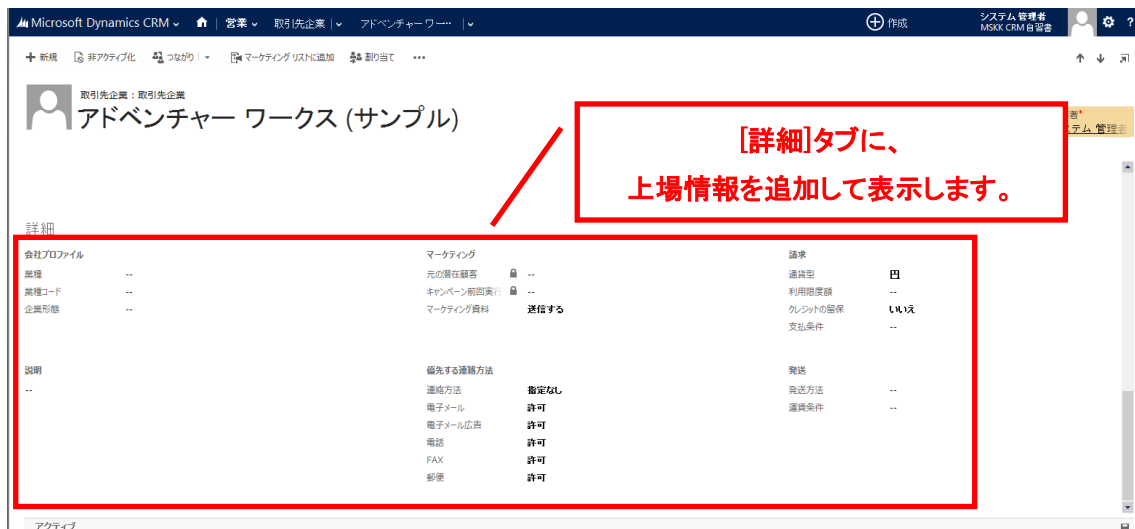 Microsoft Dynamics CRM 営業 取引先企業 アドベンチャー ワー… 作成 システム 管理者
MSKK CRM 自習書 ?
新規 非アクティブ化 つながり マーケティング リストに追加 割り当て …
取引先企業 : 取引先企業
アドベンチャー ワークス (サンプル)
者*
ステム 管理者
[詳細]タブに、
上場情報を追加して表示します。
詳細
会社プロファイル マーケティング 請求
業種 -- 元の潜在顧客 -- 通貨型 円
業種コード -- キャンペーン前回実行 -- 利用限度額 --
企業形態 -- マーケティング資料 送信する クレジットの留保 いいえ
支払条件 --
説明 優先する連絡方法 発送
-- 連絡方法 指定なし 発送方法 --
電子メール 許可 運賃条件 --
電子メール広告 許可
電話 許可
FAX 許可
郵便 許可
アクティブ